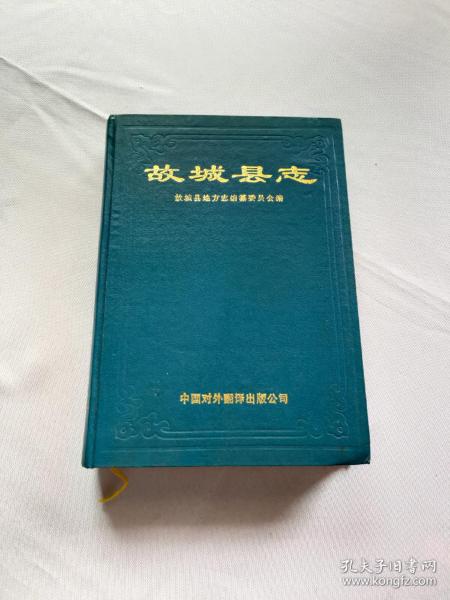 故城县志
故城县地方志编纂委员会编
中国对外翻译出版公司
孔夫子旧书网
www.kongfz.com